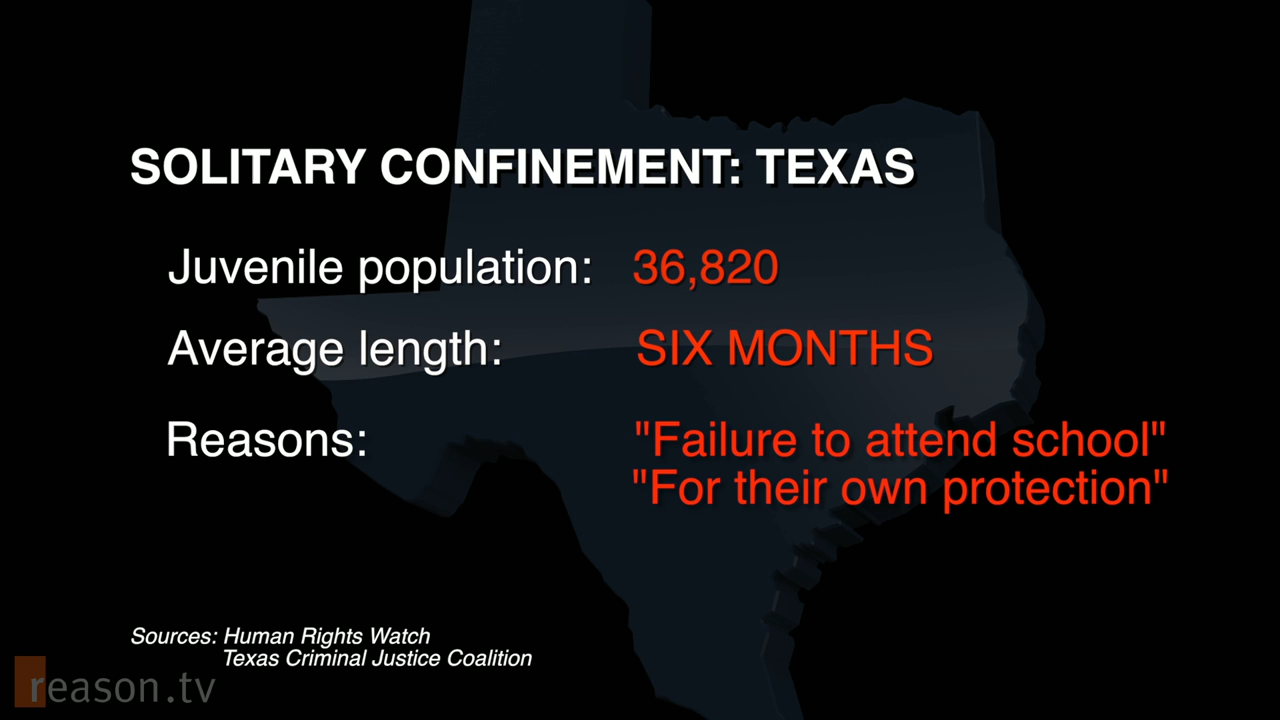 SOLITARY CONFINEMENT: TEXAS
Juvenile population: 36,820
Average length: SIX MONTHS
Reasons: "Failure to attend school"
"For their own protection"
Sources: Human Rights Watch
Texas Criminal Justice Coalition
reason.tv